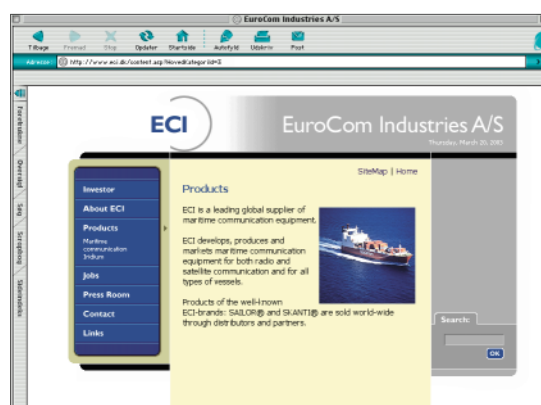 EuroCom Industries A/S
Tilbage Fremad Stop Opdater Startside Autofyld Udskriv Post
Adresse: http://www.eci.dk/content.asp?HovedKategoriId=3
Foretrukne
Oversigt
Søg
Scrapbog
Sidehistorik
ECI
EuroCom Industries A/S
Thursday, March 20, 2003
SiteMap | Home
Investor
About ECI
Products
Maritime
communication
Iridium
Jobs
Press Room
Contact
Links
Products
ECI is a leading global supplier of
maritime communication equipment.
ECI develops, produces and
markets maritime communication
equipment for both radio and
satellite communication and for all
types of vessels.
Products of the well-known
ECI-brands: SAILOR® and SKANTI® are sold world-wide
through distributors and partners.
Search:
OK